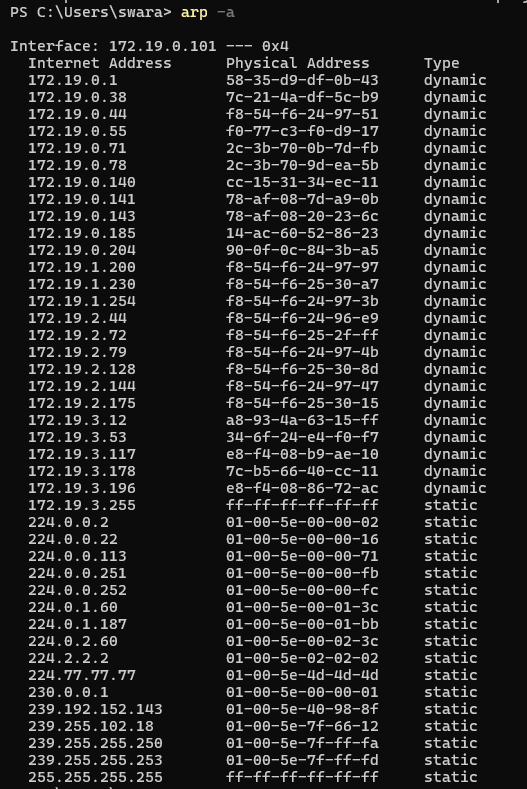 PS C:\Users\swara> arp -a
Interface: 172.19.0.101 --- 0x4
Internet Address Physical Address Type
172.19.0.1 58-35-d9-df-0b-43 dynamic
172.19.0.38 7c-21-4a-df-5c-b9 dynamic
172.19.0.44 f8-54-f6-24-97-51 dynamic
172.19.0.55 f0-77-c3-f0-d9-17 dynamic
172.19.0.71 2c-3b-70-0b-7d-fb dynamic
172.19.0.78 2c-3b-70-9d-ea-5b dynamic
172.19.0.140 cc-15-31-34-ec-11 dynamic
172.19.0.141 78-af-08-7d-a9-0b dynamic
172.19.0.143 78-af-08-20-23-6c dynamic
172.19.0.185 14-ac-60-52-86-23 dynamic
172.19.0.204 90-0f-0c-84-3b-a5 dynamic
172.19.1.200 f8-54-f6-24-97-97 dynamic
172.19.1.230 f8-54-f6-25-30-a7 dynamic
172.19.1.254 f8-54-f6-24-97-3b dynamic
172.19.2.44 f8-54-f6-24-96-e9 dynamic
172.19.2.72 f8-54-f6-25-2f-ff dynamic
172.19.2.79 f8-54-f6-24-97-4b dynamic
172.19.2.128 f8-54-f6-25-30-8d dynamic
172.19.2.144 f8-54-f6-24-97-47 dynamic
172.19.2.175 f8-54-f6-25-30-15 dynamic
172.19.3.12 a8-93-4a-63-15-ff dynamic
172.19.3.53 34-6f-24-e4-f0-f7 dynamic
172.19.3.117 e8-f4-08-b9-ae-10 dynamic
172.19.3.178 7c-b5-66-40-cc-11 dynamic
172.19.3.196 e8-f4-08-86-72-ac dynamic
172.19.3.255 ff-ff-ff-ff-ff-ff static
224.0.0.2 01-00-5e-00-00-02 static
224.0.0.22 01-00-5e-00-00-16 static
224.0.0.113 01-00-5e-00-00-71 static
224.0.0.251 01-00-5e-00-00-fb static
224.0.0.252 01-00-5e-00-00-fc static
224.0.1.60 01-00-5e-00-01-3c static
224.0.1.187 01-00-5e-00-01-bb static
224.0.2.60 01-00-5e-00-02-3c static
224.2.2.2 01-00-5e-02-02-02 static
224.77.77.77 01-00-5e-4d-4d-4d static
230.0.0.1 01-00-5e-00-00-01 static
239.192.152.143 01-00-5e-40-98-8f static
239.255.102.18 01-00-5e-7f-66-12 static
239.255.255.250 01-00-5e-7f-ff-fa static
239.255.255.253 01-00-5e-7f-ff-fd static
255.255.255.255 ff-ff-ff-ff-ff-ff static